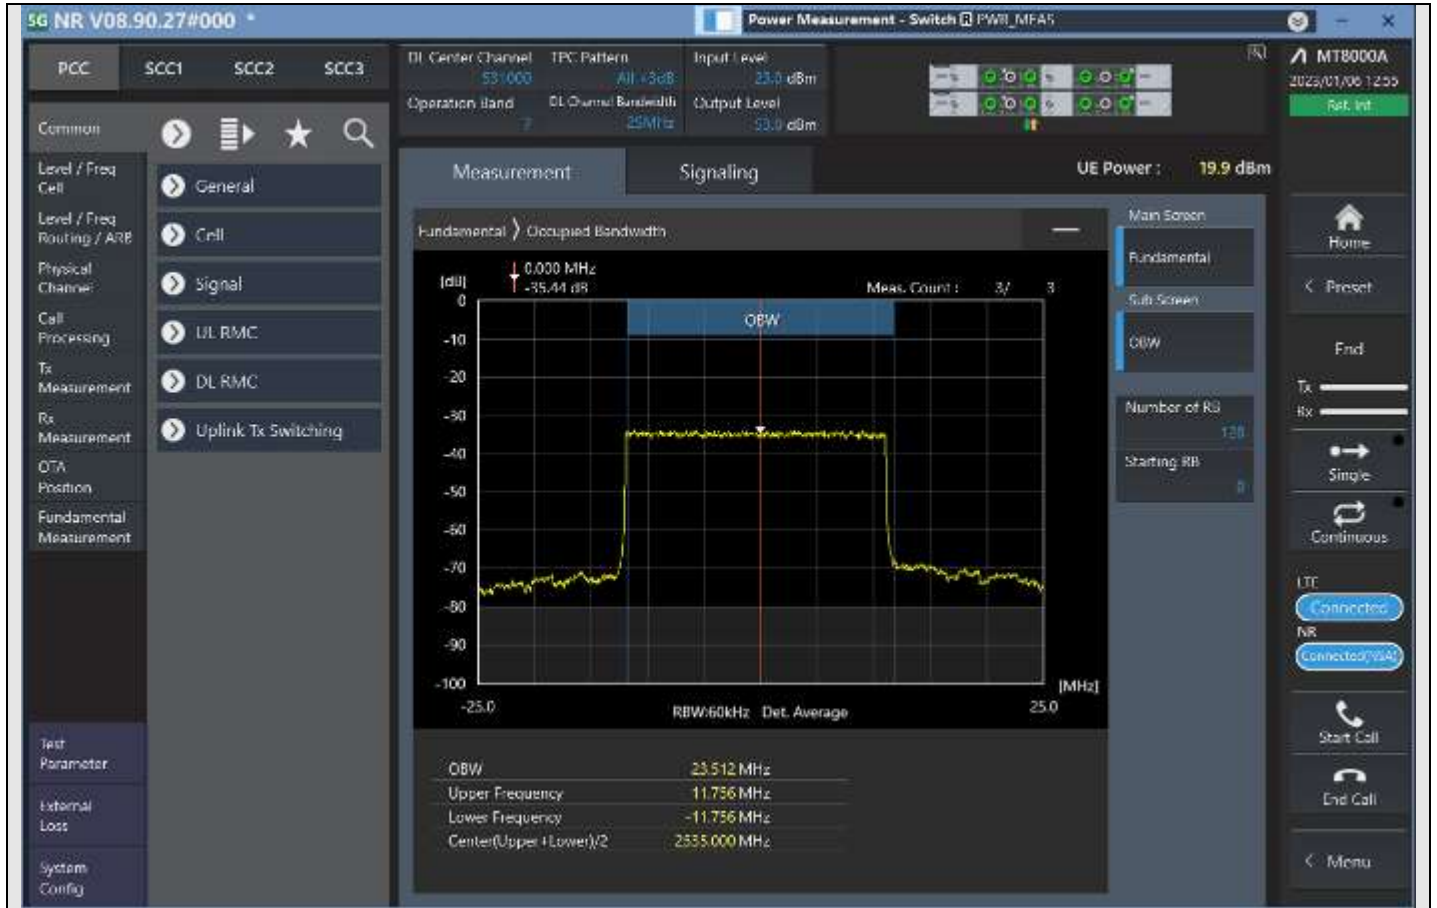 5G NR V08.90.27#000 *
Power Measurement - Switch PWR_MEAS
PCC
SCC1
SCC2
SCC3
DL Center Channel
531000
TPC Pattern
All +3dB
Input Level
23.0 dBm
Operation Band
7
DL Channel Bandwidth
25MHz
Output Level
53.0 dBm
MT8000A
2023/01/06 12:55
Ref. Int
Common
Level / Freq
Cell
Level / Freq
Routing / ARB
Physical
Channel
Call
Processing
Tx
Measurement
Rx
Measurement
OTA
Position
Fundamental
Measurement
Test
Parameter
External
Loss
System
Config
General
Cell
Signal
UL RMC
DL RMC
Uplink Tx Switching
Measurement
Signaling
UE Power : 19.9 dBm
Fundamental
Occupied Bandwidth
[dB]
0.000 MHz
-35.44 dB
Meas. Count : 3/ 3
OBW
0
-10
-20
-30
-40
-50
-60
-70
-80
-90
-100
-25.0
RBW:60kHz Det. Average
25.0
[MHz]
OBW 23.512 MHz
Upper Frequency 11.756 MHz
Lower Frequency -11.756 MHz
Center(Upper+Lower)/2 2535.000 MHz
Main Screen
Fundamental
Sub Screen
OBW
Number of RB
128
Starting RB
0
Home
< Preset
End
Tx
Rx
Single
Continuous
LTE
Connected
NR
Connected(NSA)
Start Call
End Call
< Menu